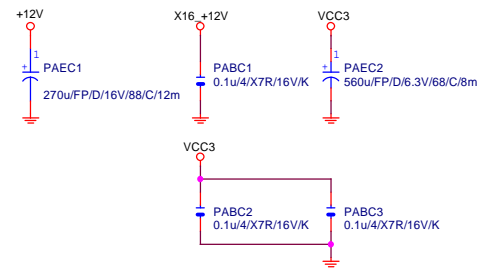 +12V
X16_+12V
VCC3
1
+
PAEC1
270u/FP/D/16V/88/C/12m
PABC1
0.1u/4/X7R/16V/K
1
+
PAEC2
560u/FP/D/6.3V/68/C/8m
VCC3
PABC2
0.1u/4/X7R/16V/K
PABC3
0.1u/4/X7R/16V/K